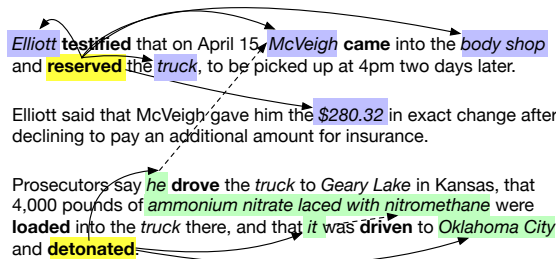 Elliott testified that on April 15, McVeigh came into the body shop
and reserved the truck, to be picked up at 4pm two days later.
Elliott said that McVeigh gave him the $280.32 in exact change after
declining to pay an additional amount for insurance.
Prosecutors say he drove the truck to Geary Lake in Kansas, that
4,000 pounds of ammonium nitrate laced with nitromethane were
loaded into the truck there, and that it was driven to Oklahoma City
and detonated.